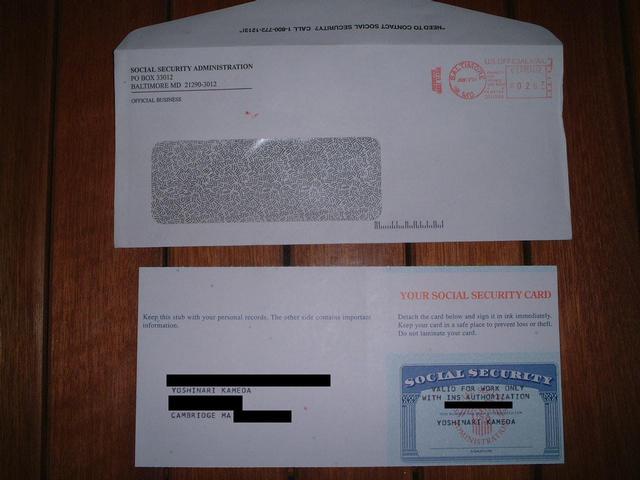 "NEED TO CONTACT SOCIAL SECURITY? CALL 1-800-772-1213!"
SOCIAL SECURITY ADMINISTRATION
PO BOX 33012
BALTIMORE MD 21290-3012
OFFICIAL BUSINESS
BALTIMORE
MD
U.S. OFFICIAL MAIL
YOUR SOCIAL SECURITY CARD
Keep this stub with your personal records. The other side contains important
information.
Detach the card below and sign it in ink immediately.
Keep your card in a safe place to prevent loss or theft.
Do not laminate your card.
YOSHINARI KAMEDA
CAMBRIDGE MA
SOCIAL SECURITY
VALID FOR WORK ONLY
WITH INS AUTHORIZATION
YOSHINARI KAMEDA
ADMINISTRATION